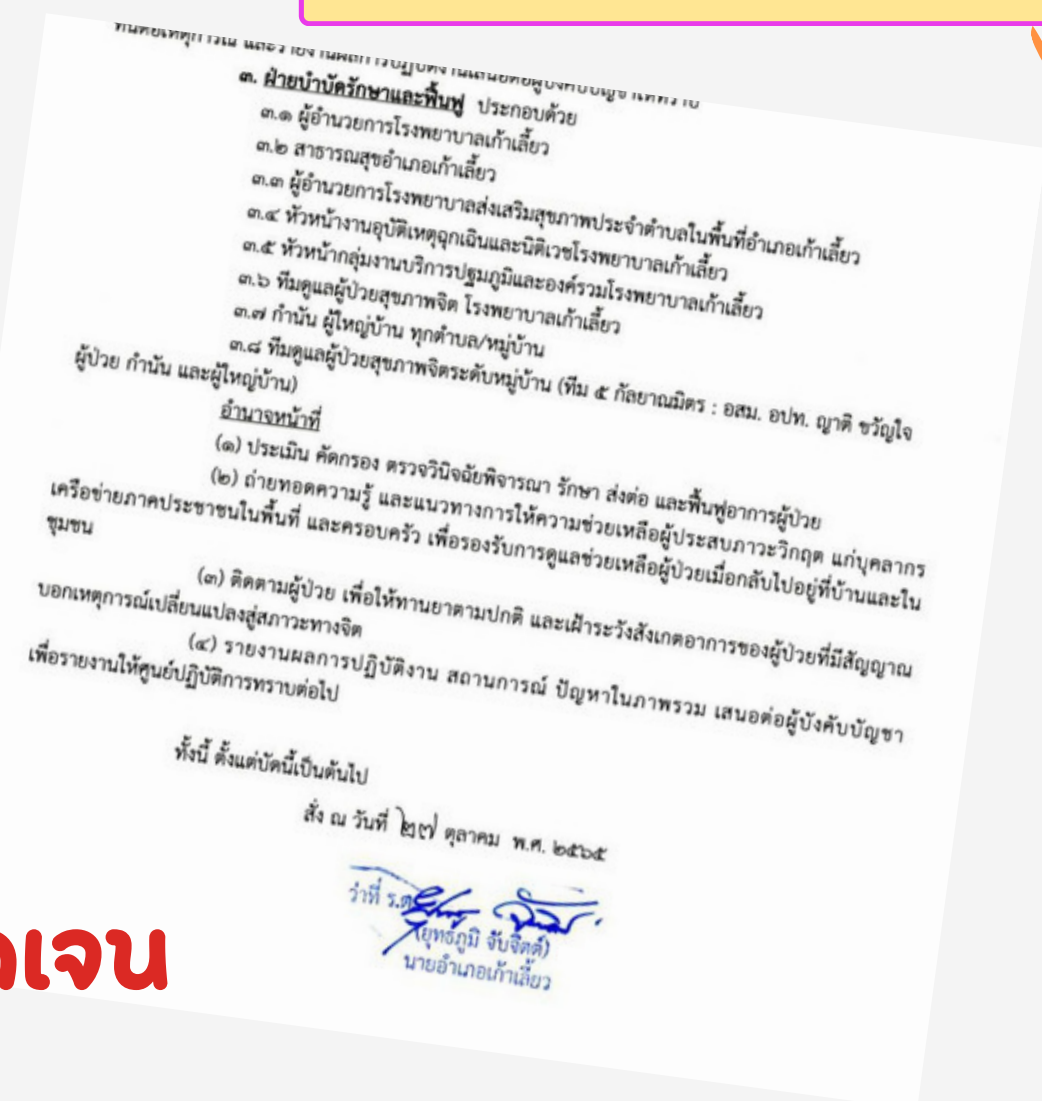 ๓. ฝ่ายบำบัดรักษาและฟื้นฟู ประกอบด้วย
๓.๑ ผู้อำนวยการโรงพยาบาลเก้าเลี้ยว
๓.๒ สาธารณสุขอำเภอเก้าเลี้ยว
๓.๓ ผู้อำนวยการโรงพยาบาลส่งเสริมสุขภาพประจำตำบลในพื้นที่อำเภอเก้าเลี้ยว
๓.๔ หัวหน้างานอุบัติเหตุฉุกเฉินและนิติเวชโรงพยาบาลเก้าเลี้ยว
๓.๕ หัวหน้ากลุ่มงานบริการปฐมภูมิและองค์รวมโรงพยาบาลเก้าเลี้ยว
๓.๖ ทีมดูแลผู้ป่วยสุขภาพจิต โรงพยาบาลเก้าเลี้ยว
๓.๗ กำนัน ผู้ใหญ่บ้าน ทุกตำบล/หมู่บ้าน
๓.๘ ทีมดูแลผู้ป่วยสุขภาพจิตระดับหมู่บ้าน (ทีม ๕ กัลยาณมิตร : อสม. อปท. ญาติ ขวัญใจ
ผู้ป่วย กำนัน และผู้ใหญ่บ้าน)
อำนาจหน้าที่
(๑) ประเมิน คัดกรอง ตรวจวินิจฉัยพิจารณา รักษา ส่งต่อ และฟื้นฟูอาการผู้ป่วย
(๒) ถ่ายทอดความรู้ และแนวทางการให้ความช่วยเหลือผู้ประสบภาวะวิกฤต แก่บุคลากร
เครือข่ายภาคประชาชนในพื้นที่ และครอบครัว เพื่อรองรับการดูแลช่วยเหลือผู้ป่วยเมื่อกลับไปอยู่ที่บ้านและใน
ชุมชน
(๓) ติดตามผู้ป่วย เพื่อให้ทานยาตามปกติ และเฝ้าระวังสังเกตอาการของผู้ป่วยที่มีสัญญาณ
บอกเหตุการณ์เปลี่ยนแปลงสู่สภาวะทางจิต
(๔) รายงานผลการปฏิบัติงาน สถานการณ์ ปัญหาในภาพรวม เสนอต่อผู้บังคับบัญชา
เพื่อรายงานให้ศูนย์ปฏิบัติการทราบต่อไป
ทั้งนี้ ตั้งแต่บัดนี้เป็นต้นไป
สั่ง ณ วันที่ ๒๗ ตุลาคม พ.ศ. ๒๕๖๕
ว่าที่ ร.ต.
(ยุทธภูมิ จับจิตต์)
นายอำเภอเก้าเลี้ยว